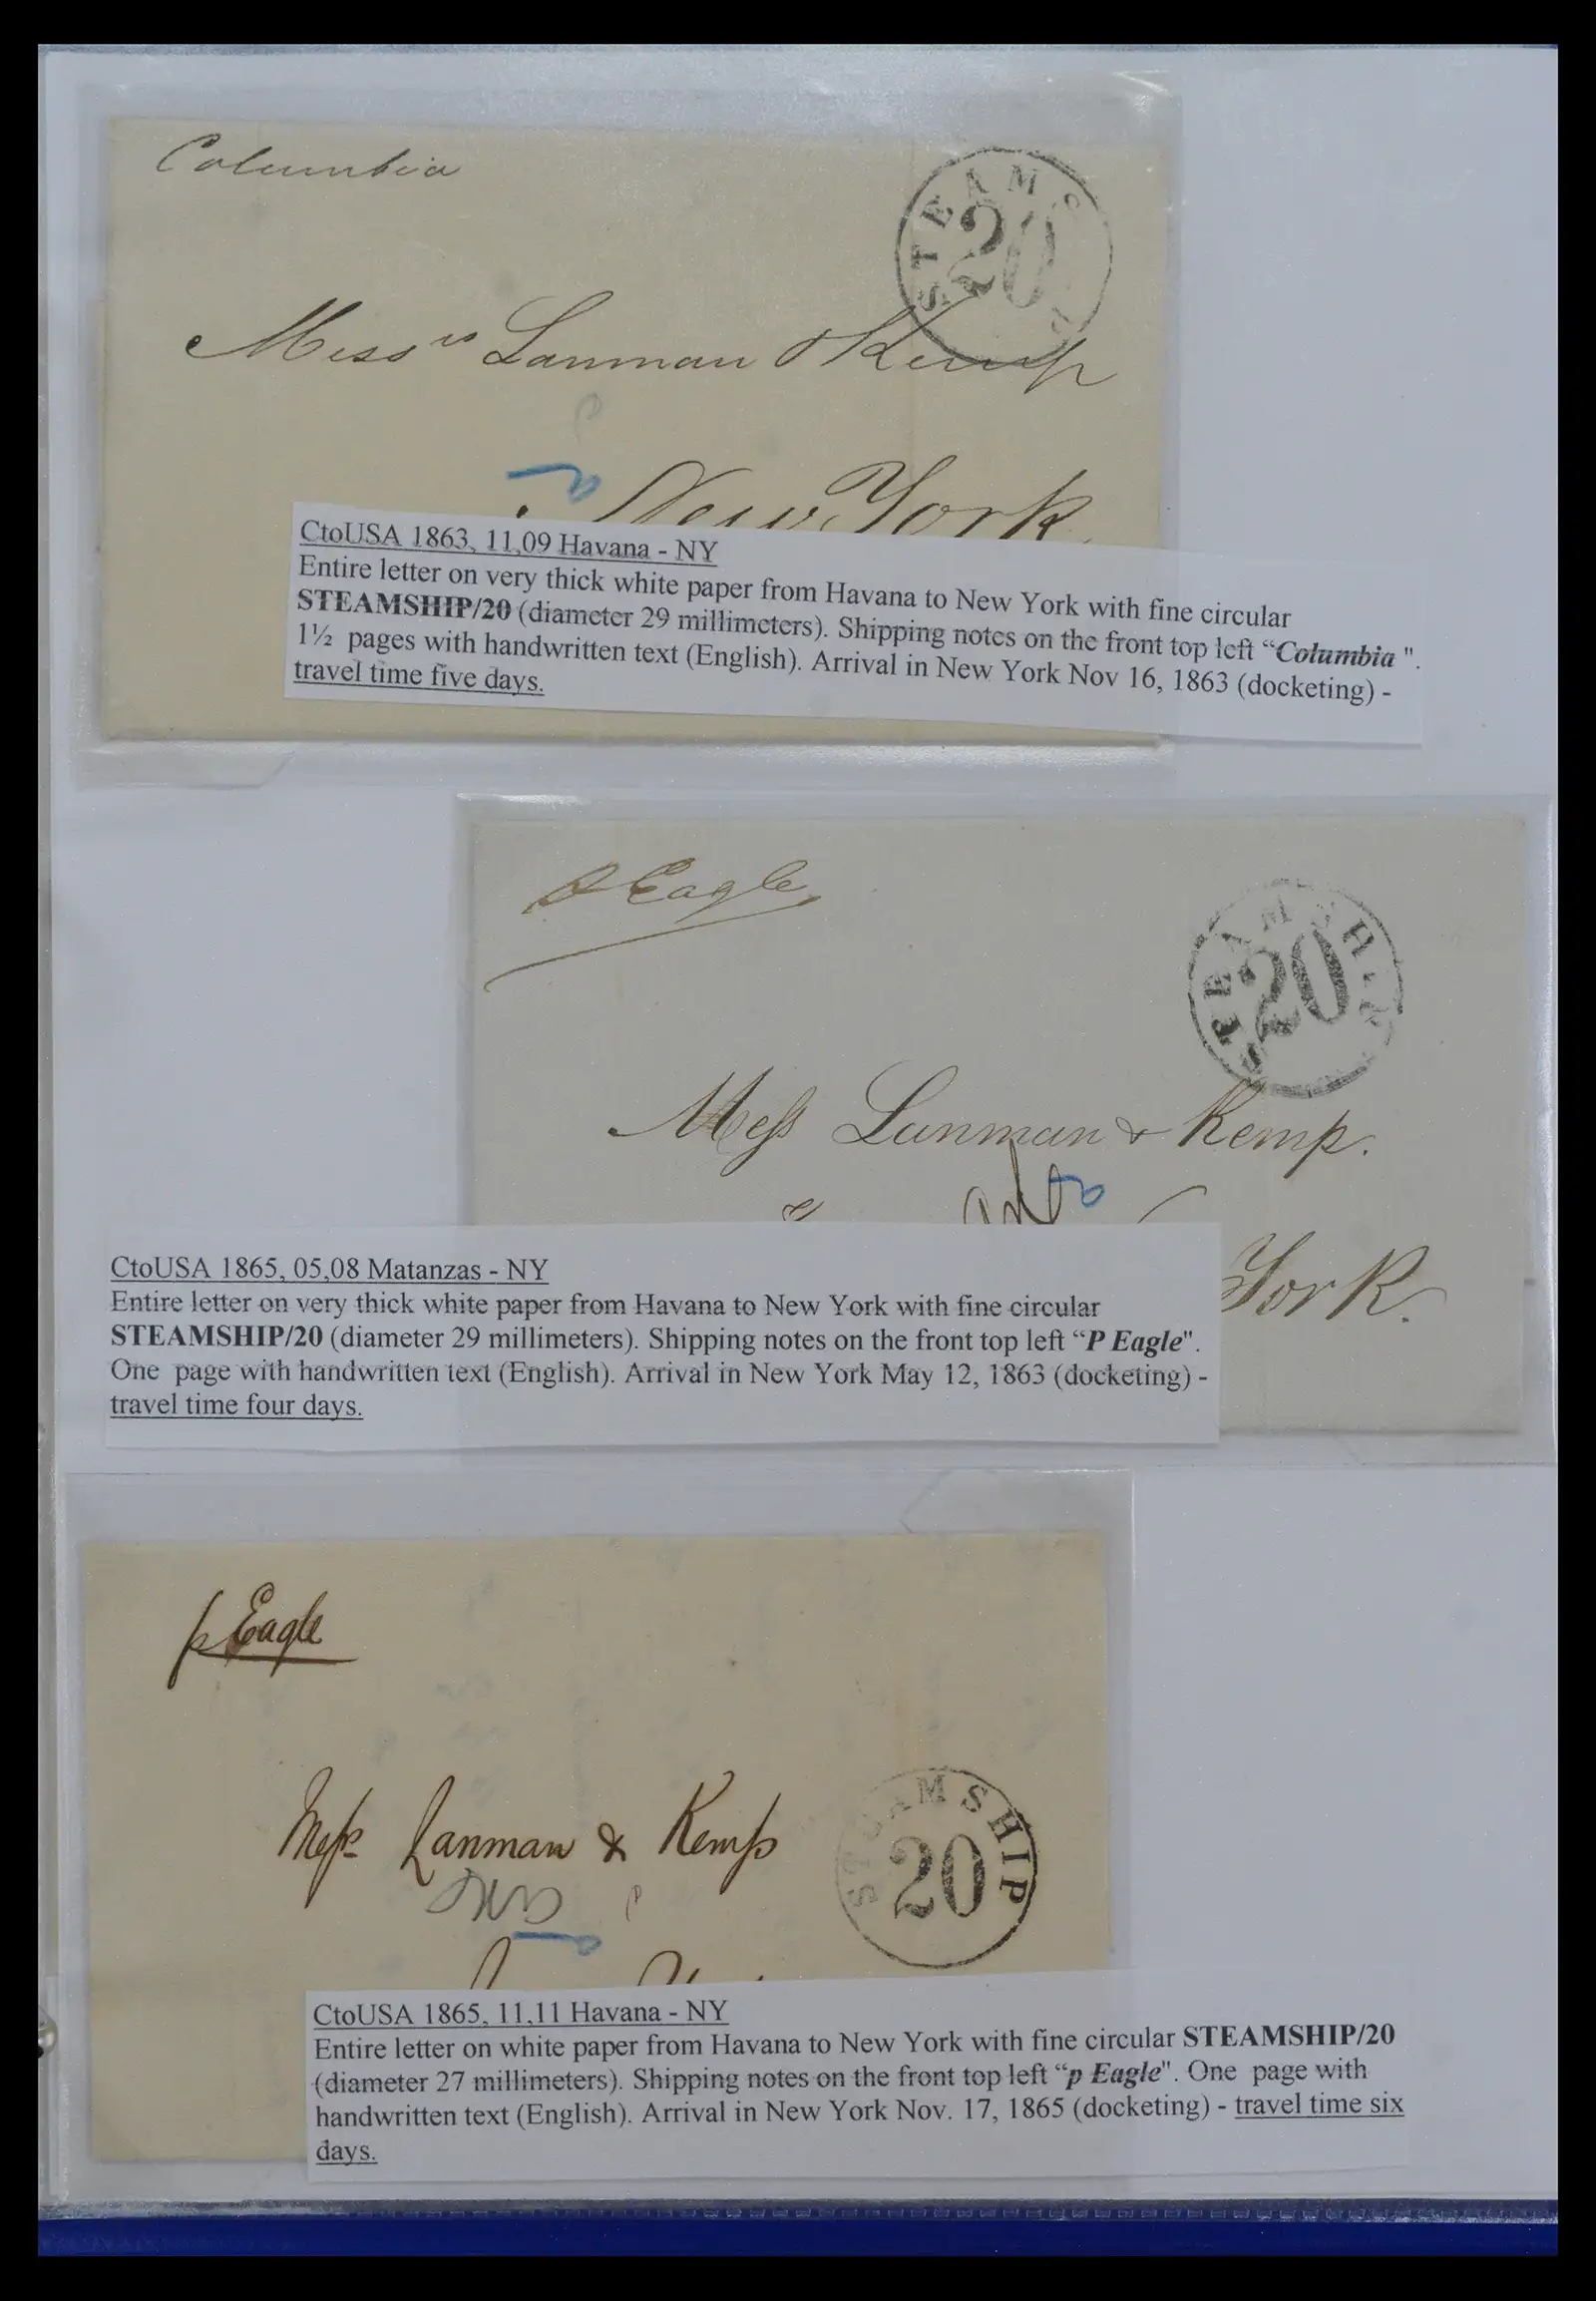 Columbia
STEAMS P
20
Messrs Lanman & Kemp
New York
CtoUSA 1863, 11,09 Havana - NY
Entire letter on very thick white paper from Havana to New York with fine circular
STEAMSHIP/20 (diameter 29 millimeters). Shipping notes on the front top left “Columbia ".
1½ pages with handwritten text (English). Arrival in New York Nov 16, 1863 (docketing) -
travel time five days.
P Eagle
STEAMSHIP
20
Mess Lanman & Kemp.
York.
CtoUSA 1865, 05,08 Matanzas - NY
Entire letter on very thick white paper from Havana to New York with fine circular
STEAMSHIP/20 (diameter 29 millimeters). Shipping notes on the front top left “P Eagle".
One page with handwritten text (English). Arrival in New York May 12, 1863 (docketing) -
travel time four days.
p Eagle
STEAMSHIP
20
Messrs Lanman & Kemp
CtoUSA 1865, 11,11 Havana - NY
Entire letter on white paper from Havana to New York with fine circular STEAMSHIP/20
(diameter 27 millimeters). Shipping notes on the front top left “p Eagle". One page with
handwritten text (English). Arrival in New York Nov. 17, 1865 (docketing) - travel time six
days.